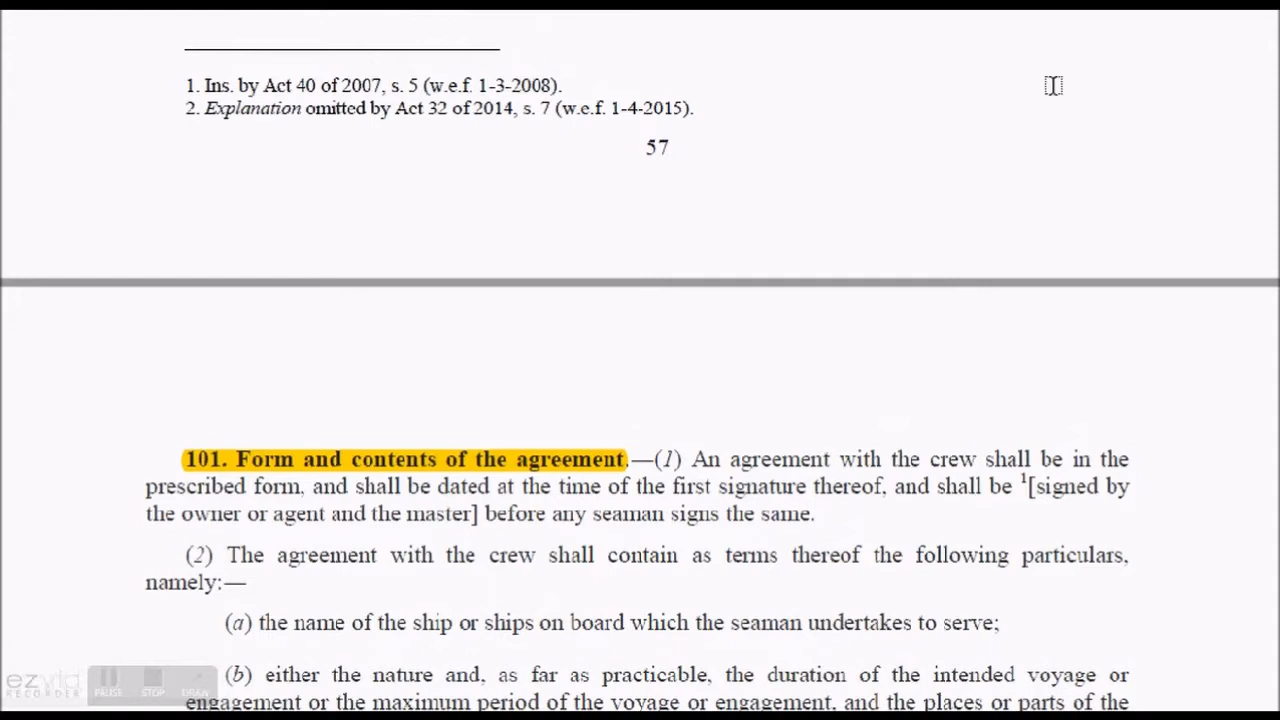 1. Ins. by Act 40 of 2007, s. 5 (w.e.f. 1-3-2008).
2. Explanation omitted by Act 32 of 2014, s. 7 (w.e.f. 1-4-2015).
57
101. Form and contents of the agreement.—(1) An agreement with the crew shall be in the
prescribed form, and shall be dated at the time of the first signature thereof, and shall be ¹[signed by
the owner or agent and the master] before any seaman signs the same.
(2) The agreement with the crew shall contain as terms thereof the following particulars,
namely:—
(a) the name of the ship or ships on board which the seaman undertakes to serve;
(b) either the nature and, as far as practicable, the duration of the intended voyage or
engagement or the maximum period of the voyage or engagement, and the places or parts of the
ezvid
RECORDER
PAUSE STOP DRAW